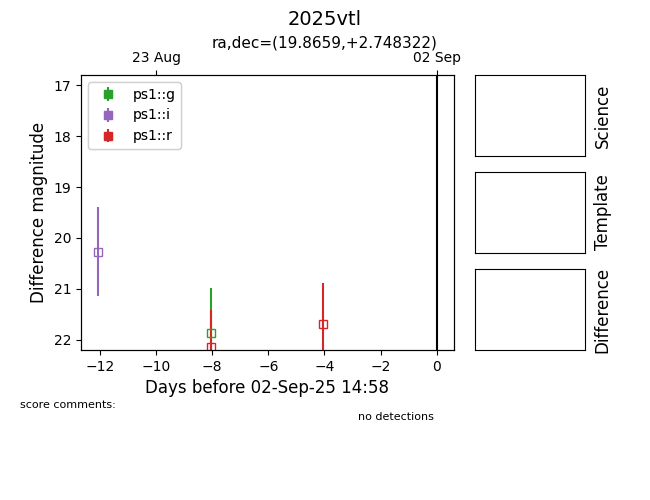 2025vtl
ra,dec=(19.8659,+2.748322)
23 Aug
02 Sep
ps1::g
ps1::i
ps1::r
17
18
19
20
21
22
Difference magnitude
−12
−10
−8
−6
−4
−2
0
Days before 02-Sep-25 14:58
Science
Template
Difference
score comments:
no detections